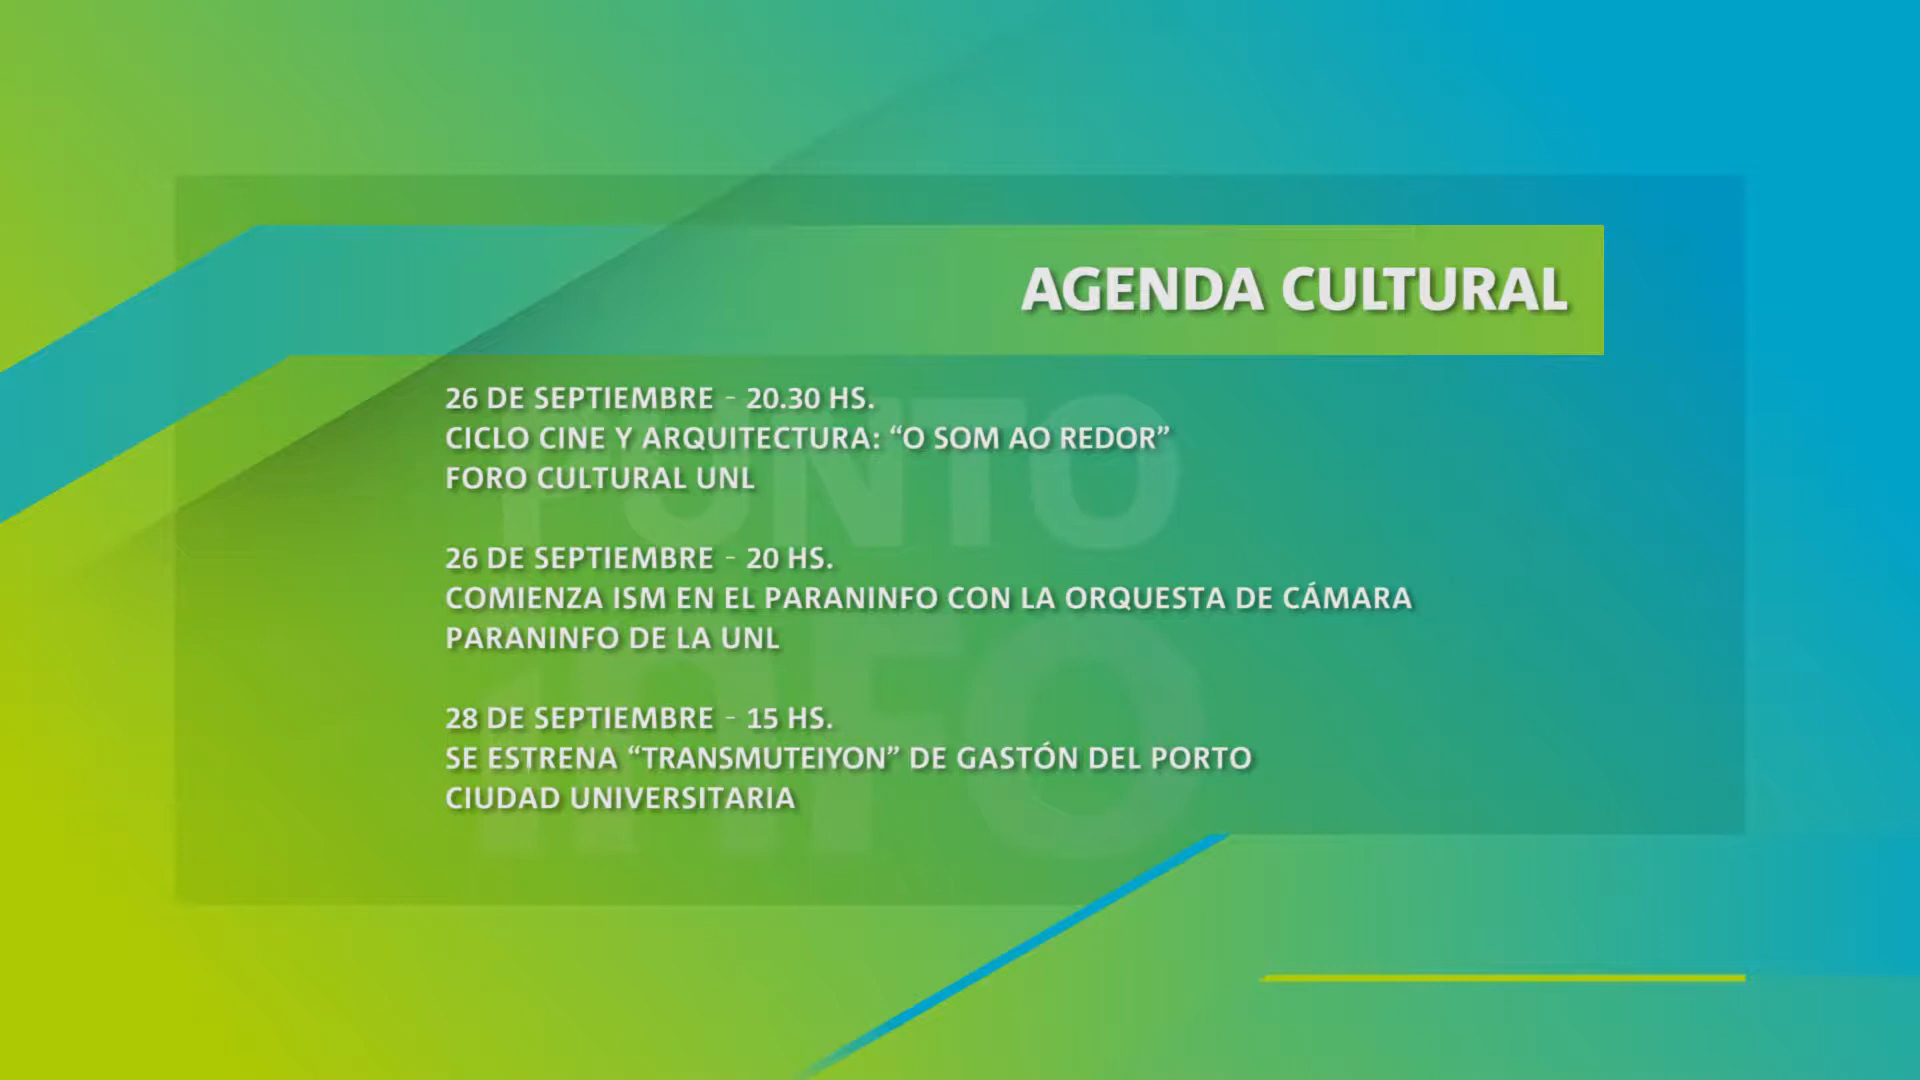 AGENDA CULTURAL
26 DE SEPTIEMBRE - 20.30 HS.
CICLO CINE Y ARQUITECTURA: “O SOM AO REDOR”
FORO CULTURAL UNL
26 DE SEPTIEMBRE - 20 HS.
COMIENZA ISM EN EL PARANINFO CON LA ORQUESTA DE CÁMARA
PARANINFO DE LA UNL
28 DE SEPTIEMBRE - 15 HS.
SE ESTRENA “TRANSMUTEIYON” DE GASTÓN DEL PORTO
CIUDAD UNIVERSITARIA
PUNTO
INFO